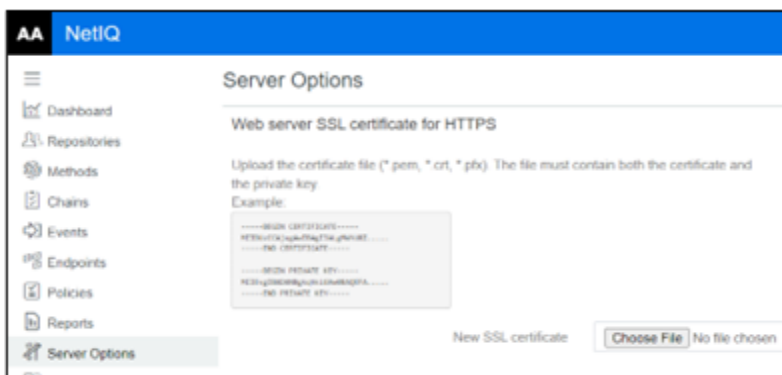 AA NetIQ
Server Options
Web server SSL certificate for HTTPS
Dashboard
Repositories
Upload the certificate file (*.pem, *.crt, *.pfx). The file must contain both the certificate and
Methods
the private key.
Example:
Chains
-----BEGIN CERTIFICATE-----
-----END CERTIFICATE-----
Events
-----BEGIN PRIVATE KEY-----
Endpoints
-----END PRIVATE KEY-----
Policies
Reports
New SSL certificate Choose File No file chosen
Server Options